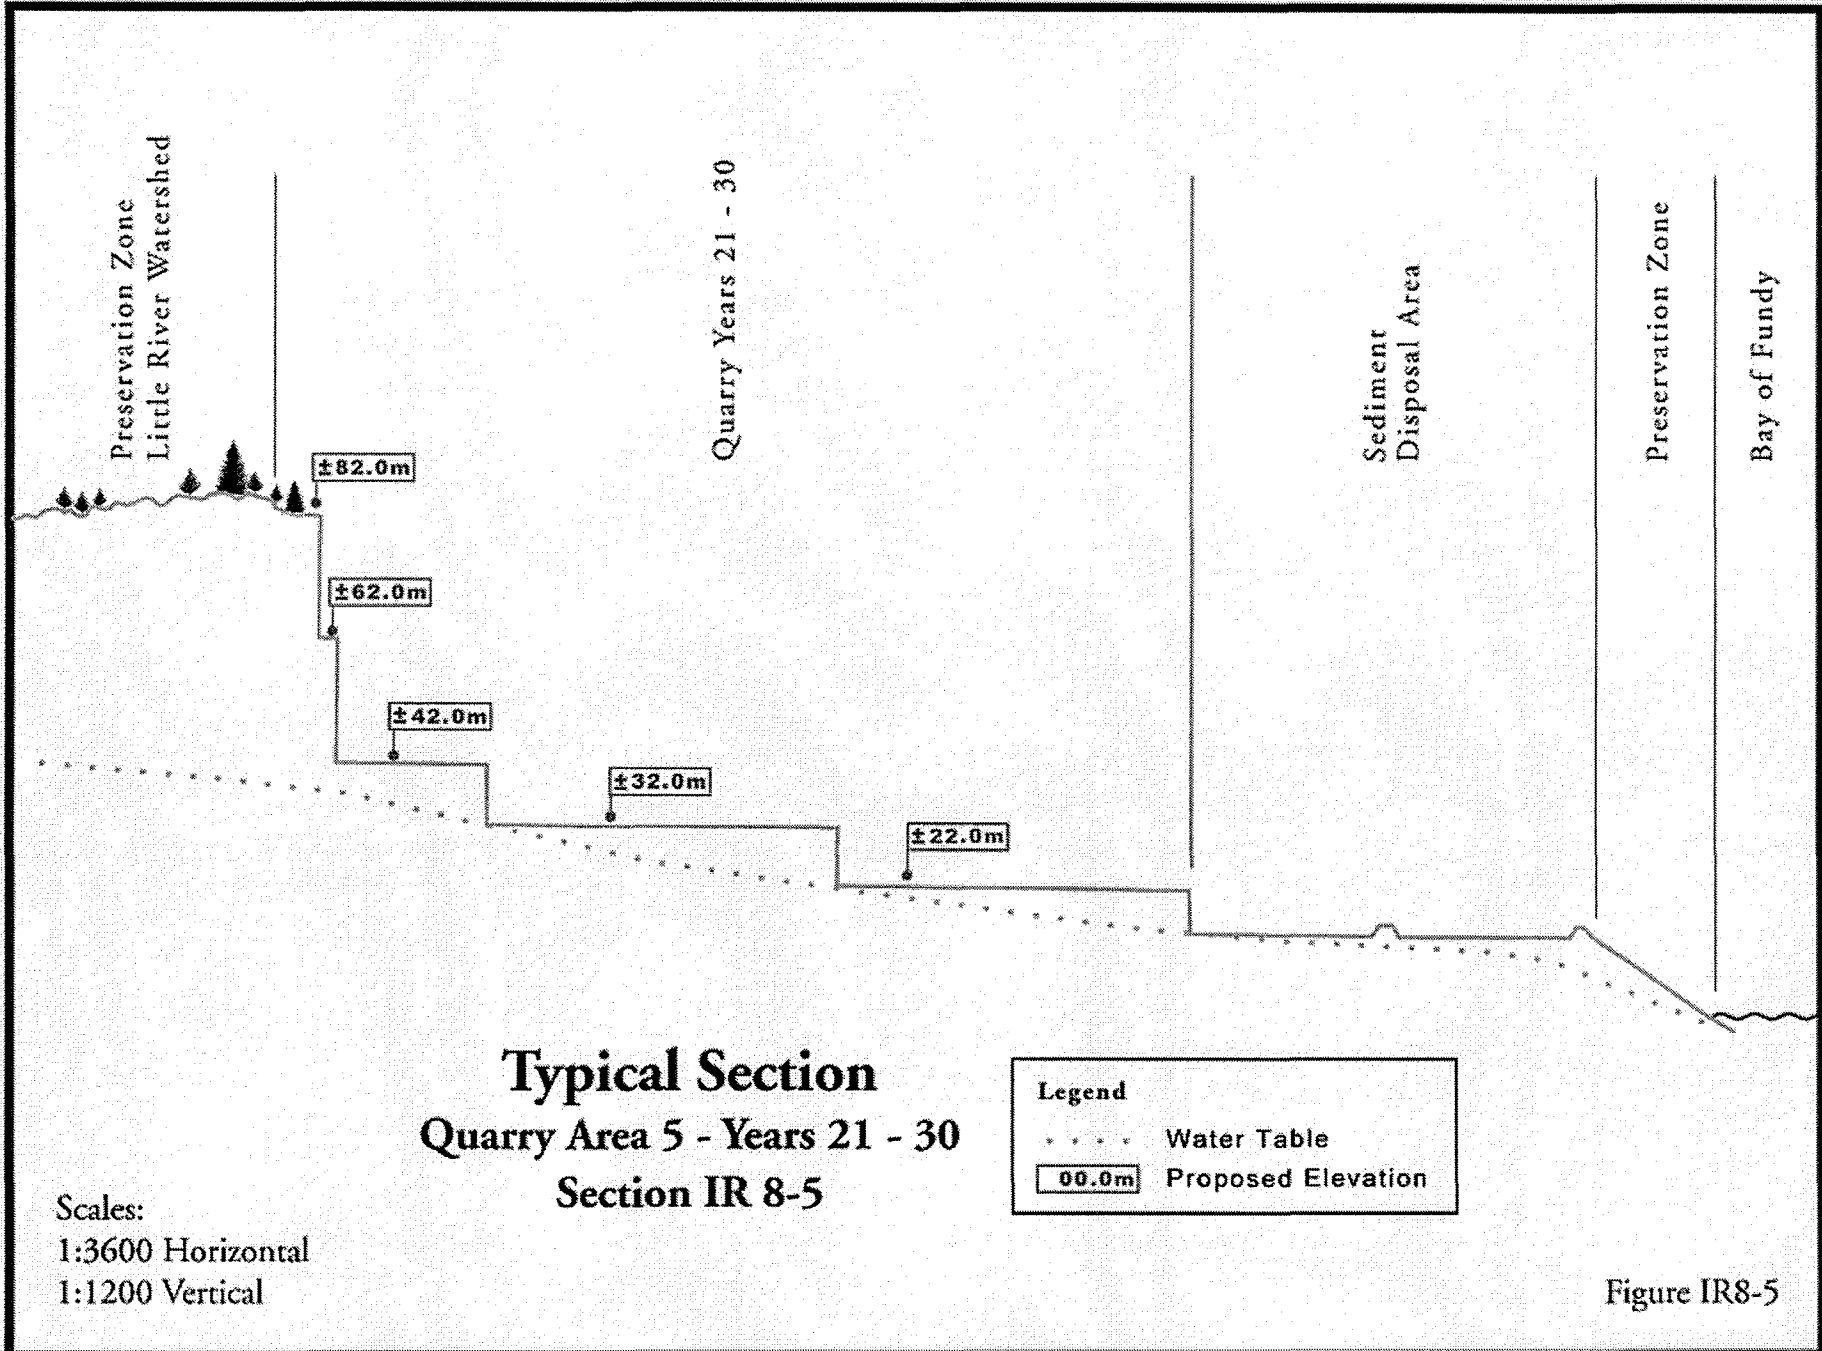 Preservation Zone
Little River Watershed
Quarry Years 21 - 30
Sediment
Disposal Area
Preservation Zone
Bay of Fundy
±82.0m
±62.0m
±42.0m
±32.0m
±22.0m
Typical Section
Quarry Area 5 - Years 21 - 30
Section IR 8-5
Legend
Water Table
00.0m Proposed Elevation
Scales:
1:3600 Horizontal
1:1200 Vertical
Figure IR8-5